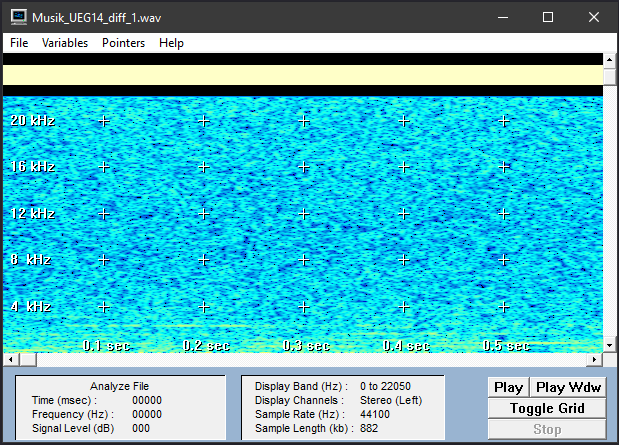 Musik_UEG14_diff_1.wav
File Variables Pointers Help
20 kHz
16 kHz
12 kHz
8 kHz
4 kHz
0.1 sec 0.2 sec 0.3 sec 0.4 sec 0.5 sec
Analyze File
Time (msec) : 00000
Frequency (Hz) : 00000
Signal Level (dB) 000
Display Band (Hz) : 0 to 22050
Display Channels : Stereo (Left)
Sample Rate (Hz) : 44100
Sample Length (kb) : 882
Play Play Wdw
Toggle Grid
Stop